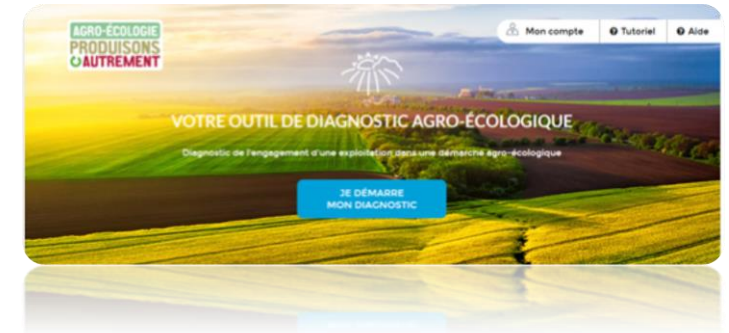 AGRO-ÉCOLOGIE
PRODUISONS
AUTREMENT
Mon compte
Tutoriel
Aide
VOTRE OUTIL DE DIAGNOSTIC AGRO-ÉCOLOGIQUE
Diagnostic de l'engagement d'une exploitation dans une démarche agro-écologique
JE DÉMARRE
MON DIAGNOSTIC